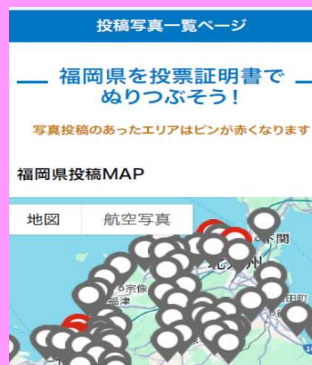 投稿写真一覧ページ
福岡県を投票証明書で
ぬりつぶそう！
写真投稿のあったエリアはピンが赤くなります
福岡県投稿MAP
地図
航空写真
下関
宗像
福津